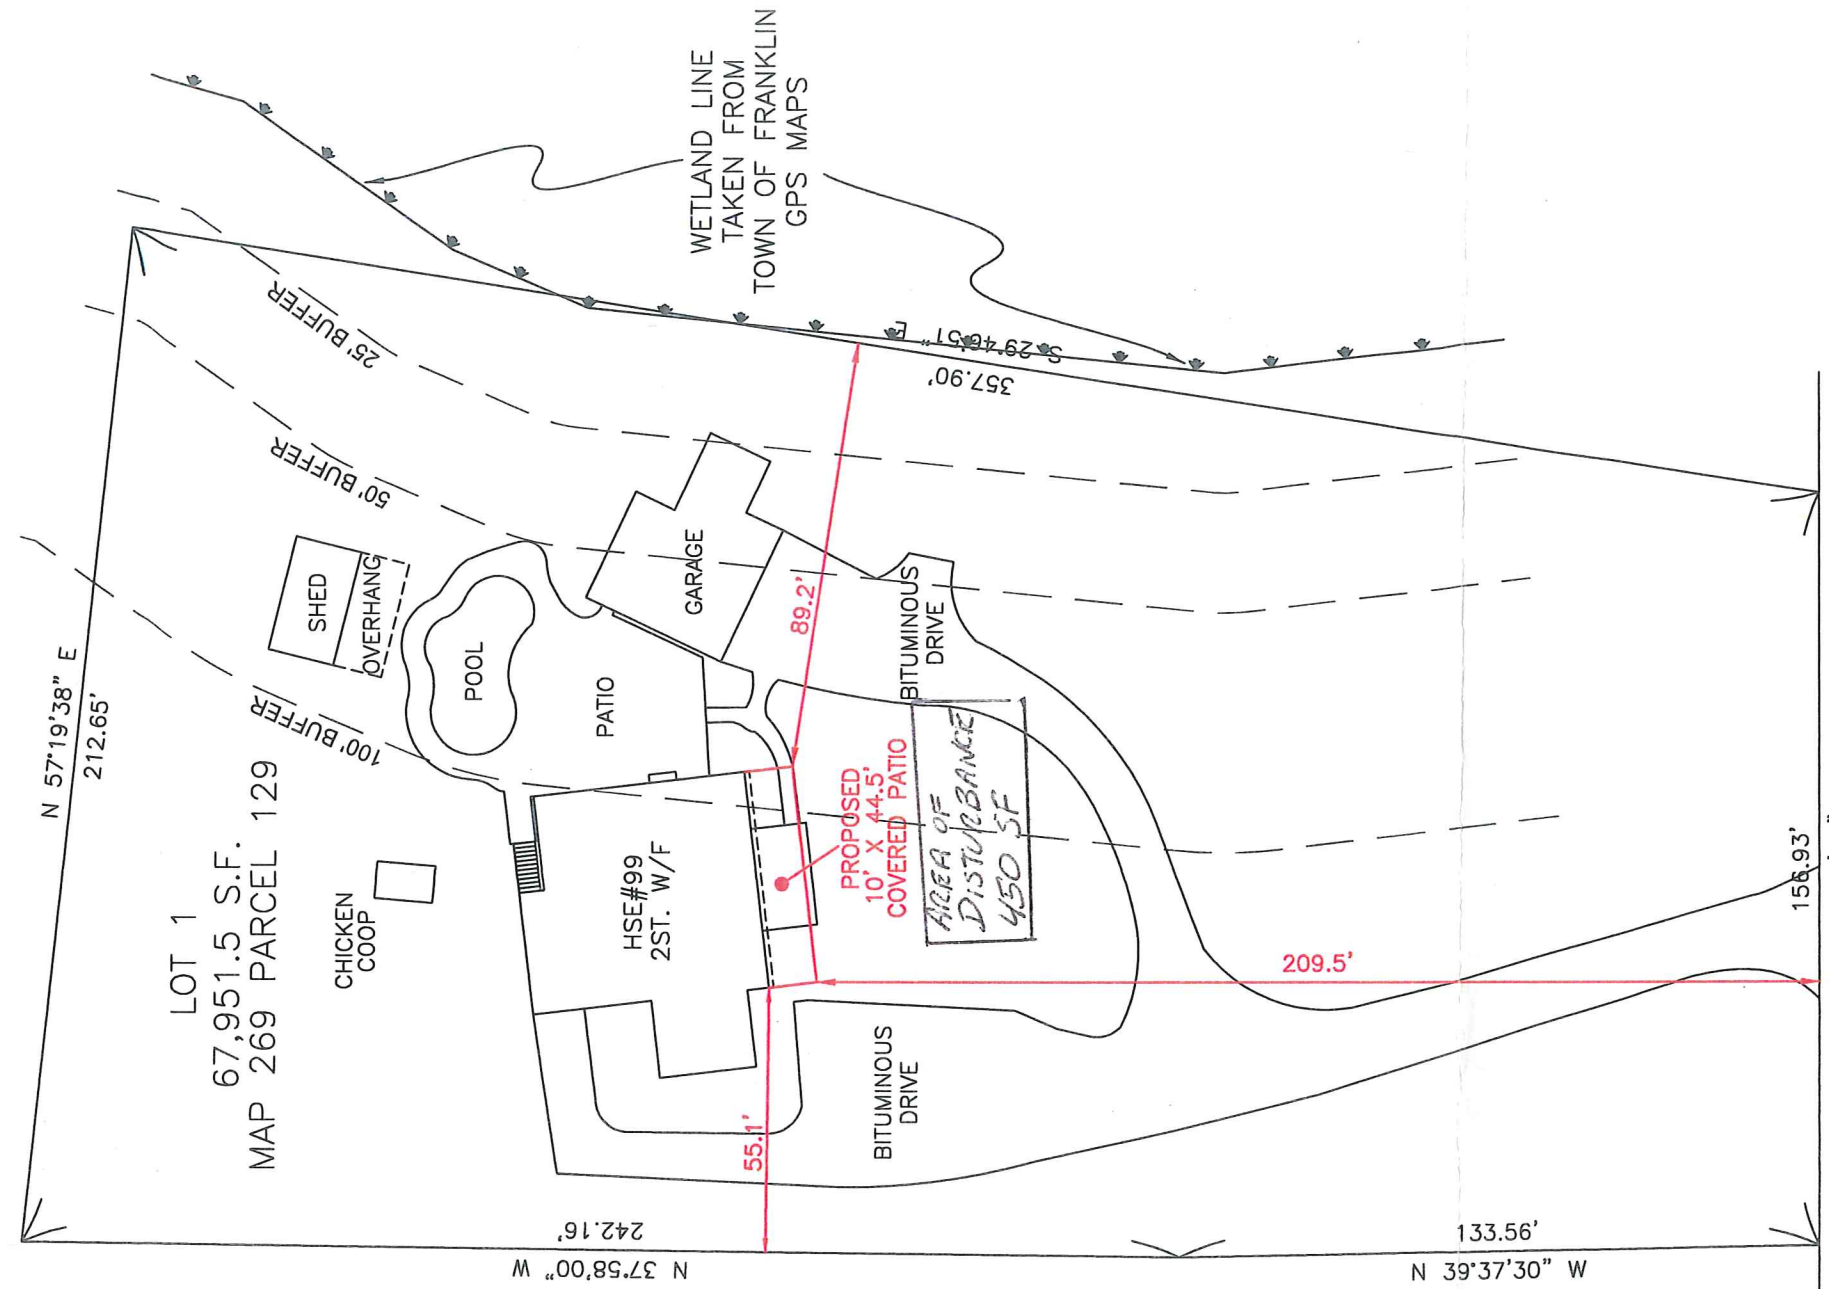 WETLAND LINE
TAKEN FROM
TOWN OF FRANKLIN
GPS MAPS
N 57°19'38" E
212.65'
LOT 1
67,951.5 S.F.
MAP 269 PARCEL 129
25' BUFFER
50' BUFFER
100' BUFFER
SHED
OVERHANG
POOL
PATIO
GARAGE
CHICKEN
COOP
HSE#99
2ST. W/F
S 29°46'51" E
357.90'
89.2'
BITUMINOUS
DRIVE
PROPOSED
10' X 44.5'
COVERED PATIO
AREA OF
DISTURBANCE
450 SF
55.1'
BITUMINOUS
DRIVE
209.5'
156.93'
242.16'
N 37°58'00" W
133.56'
N 39°37'30" W